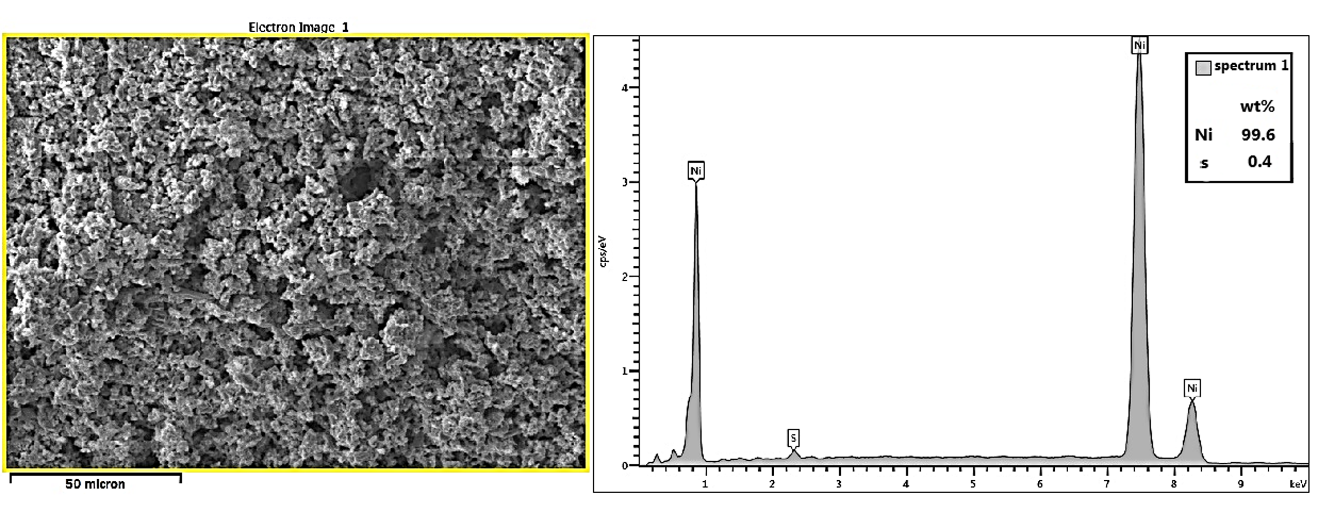 Electron Image 1
50 micron
Ni
S
Ni
Ni
spectrum 1
wt%
Ni 99.6
s 0.4
cps/eV
4
3
2
1
0
1 2 3 4 5 6 7 8 9 keV